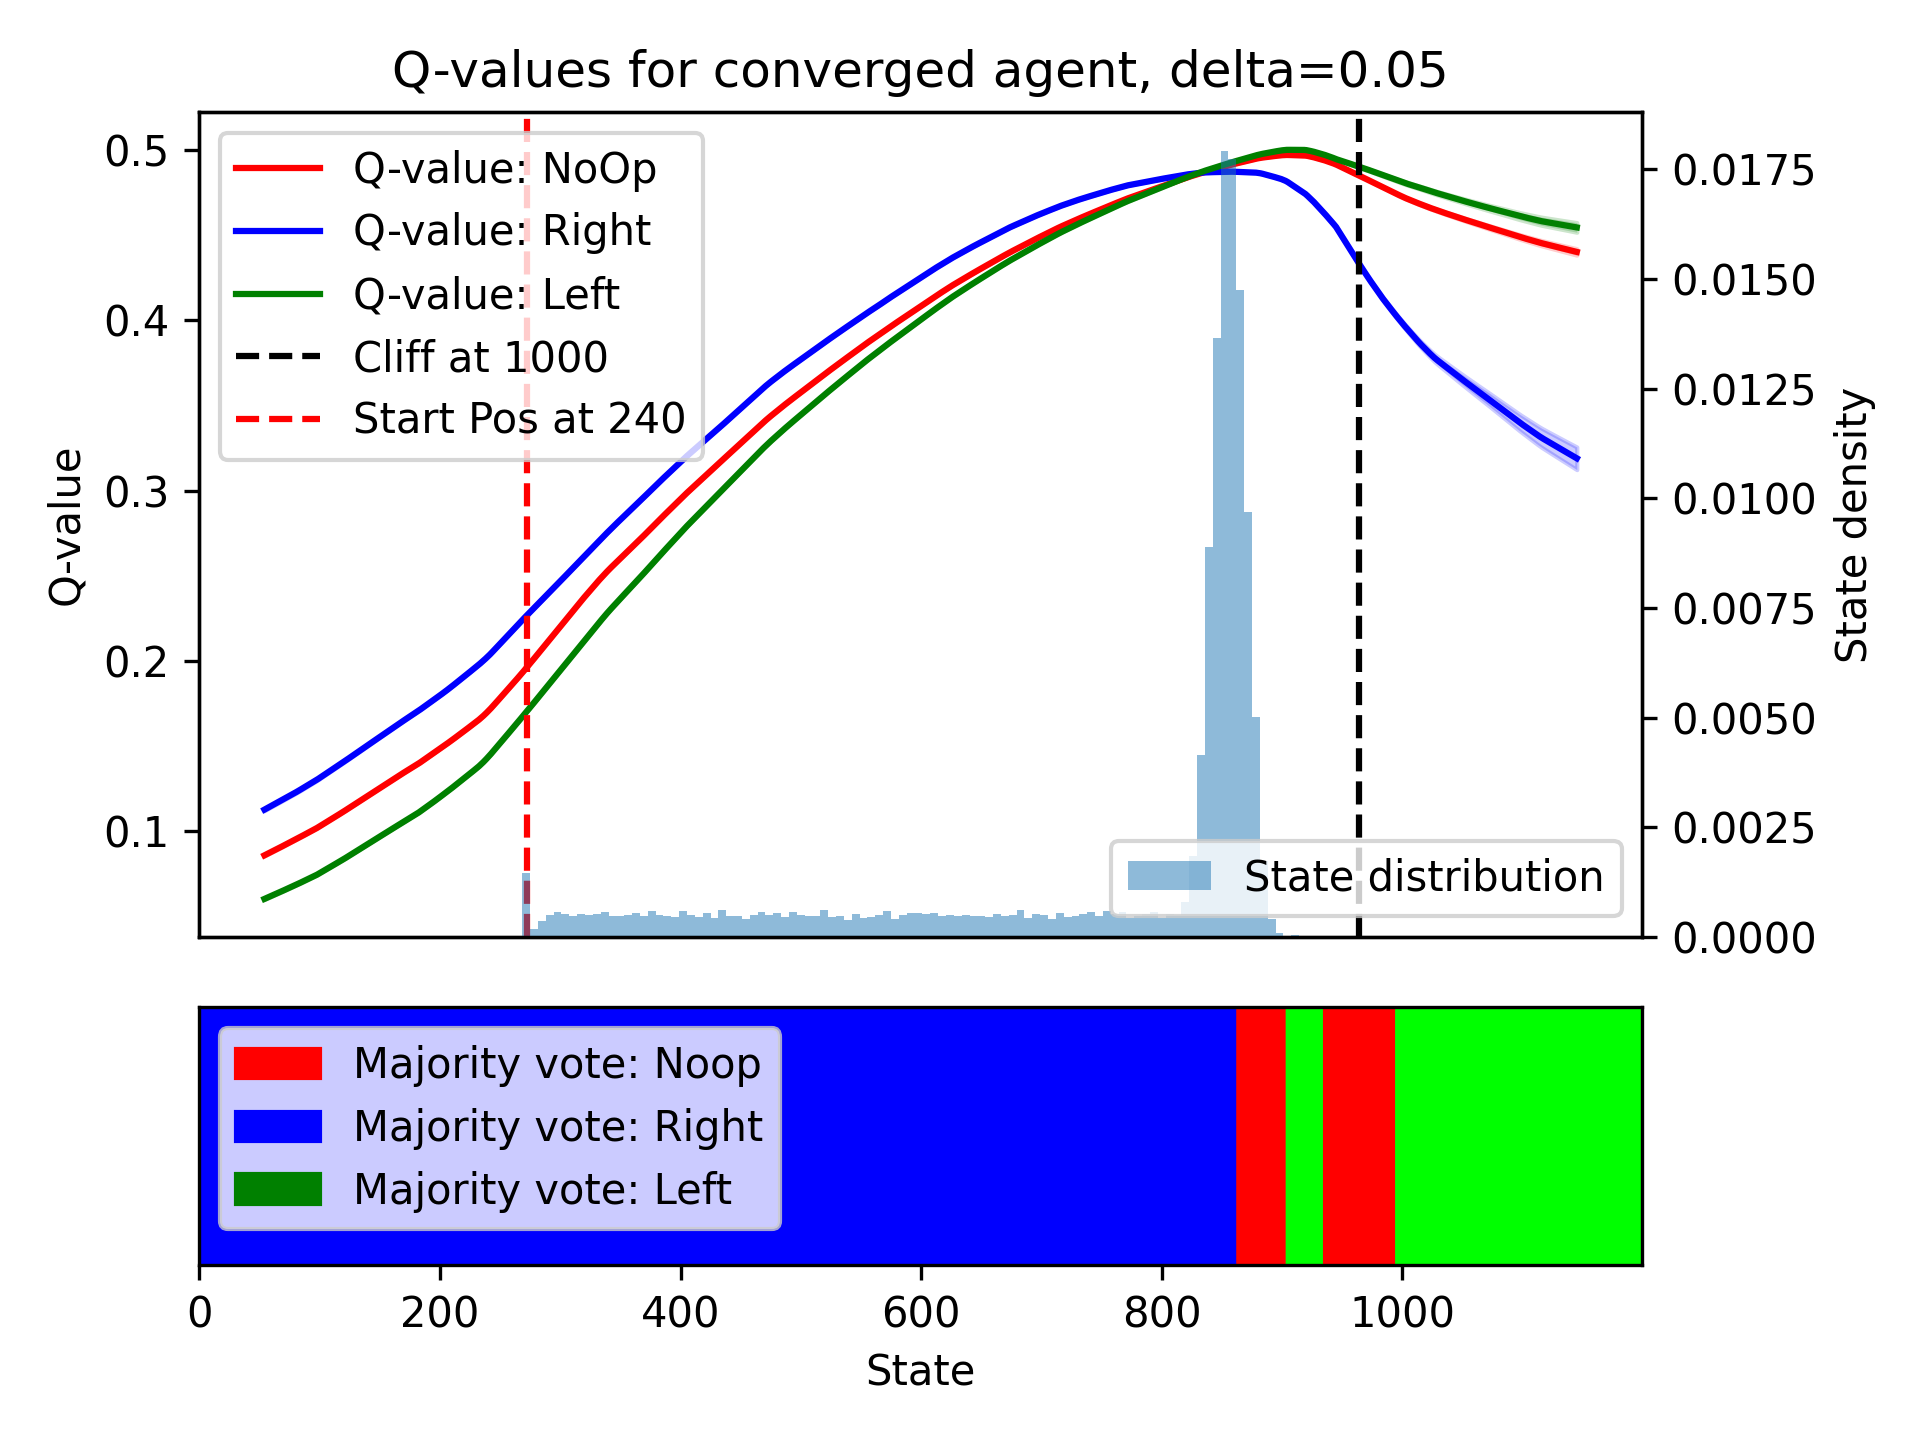 Q-values for converged agent, delta=0.05
Q-value: NoOp
Q-value: Right
Q-value: Left
Cliff at 1000
Start Pos at 240
0.5
0.4
0.3
0.2
0.1
Q-value
0.0175
0.0150
0.0125
0.0100
0.0075
0.0050
0.0025
0.0000
State density
State distribution
Majority vote: Noop
Majority vote: Right
Majority vote: Left
0 200 400 600 800 1000
State